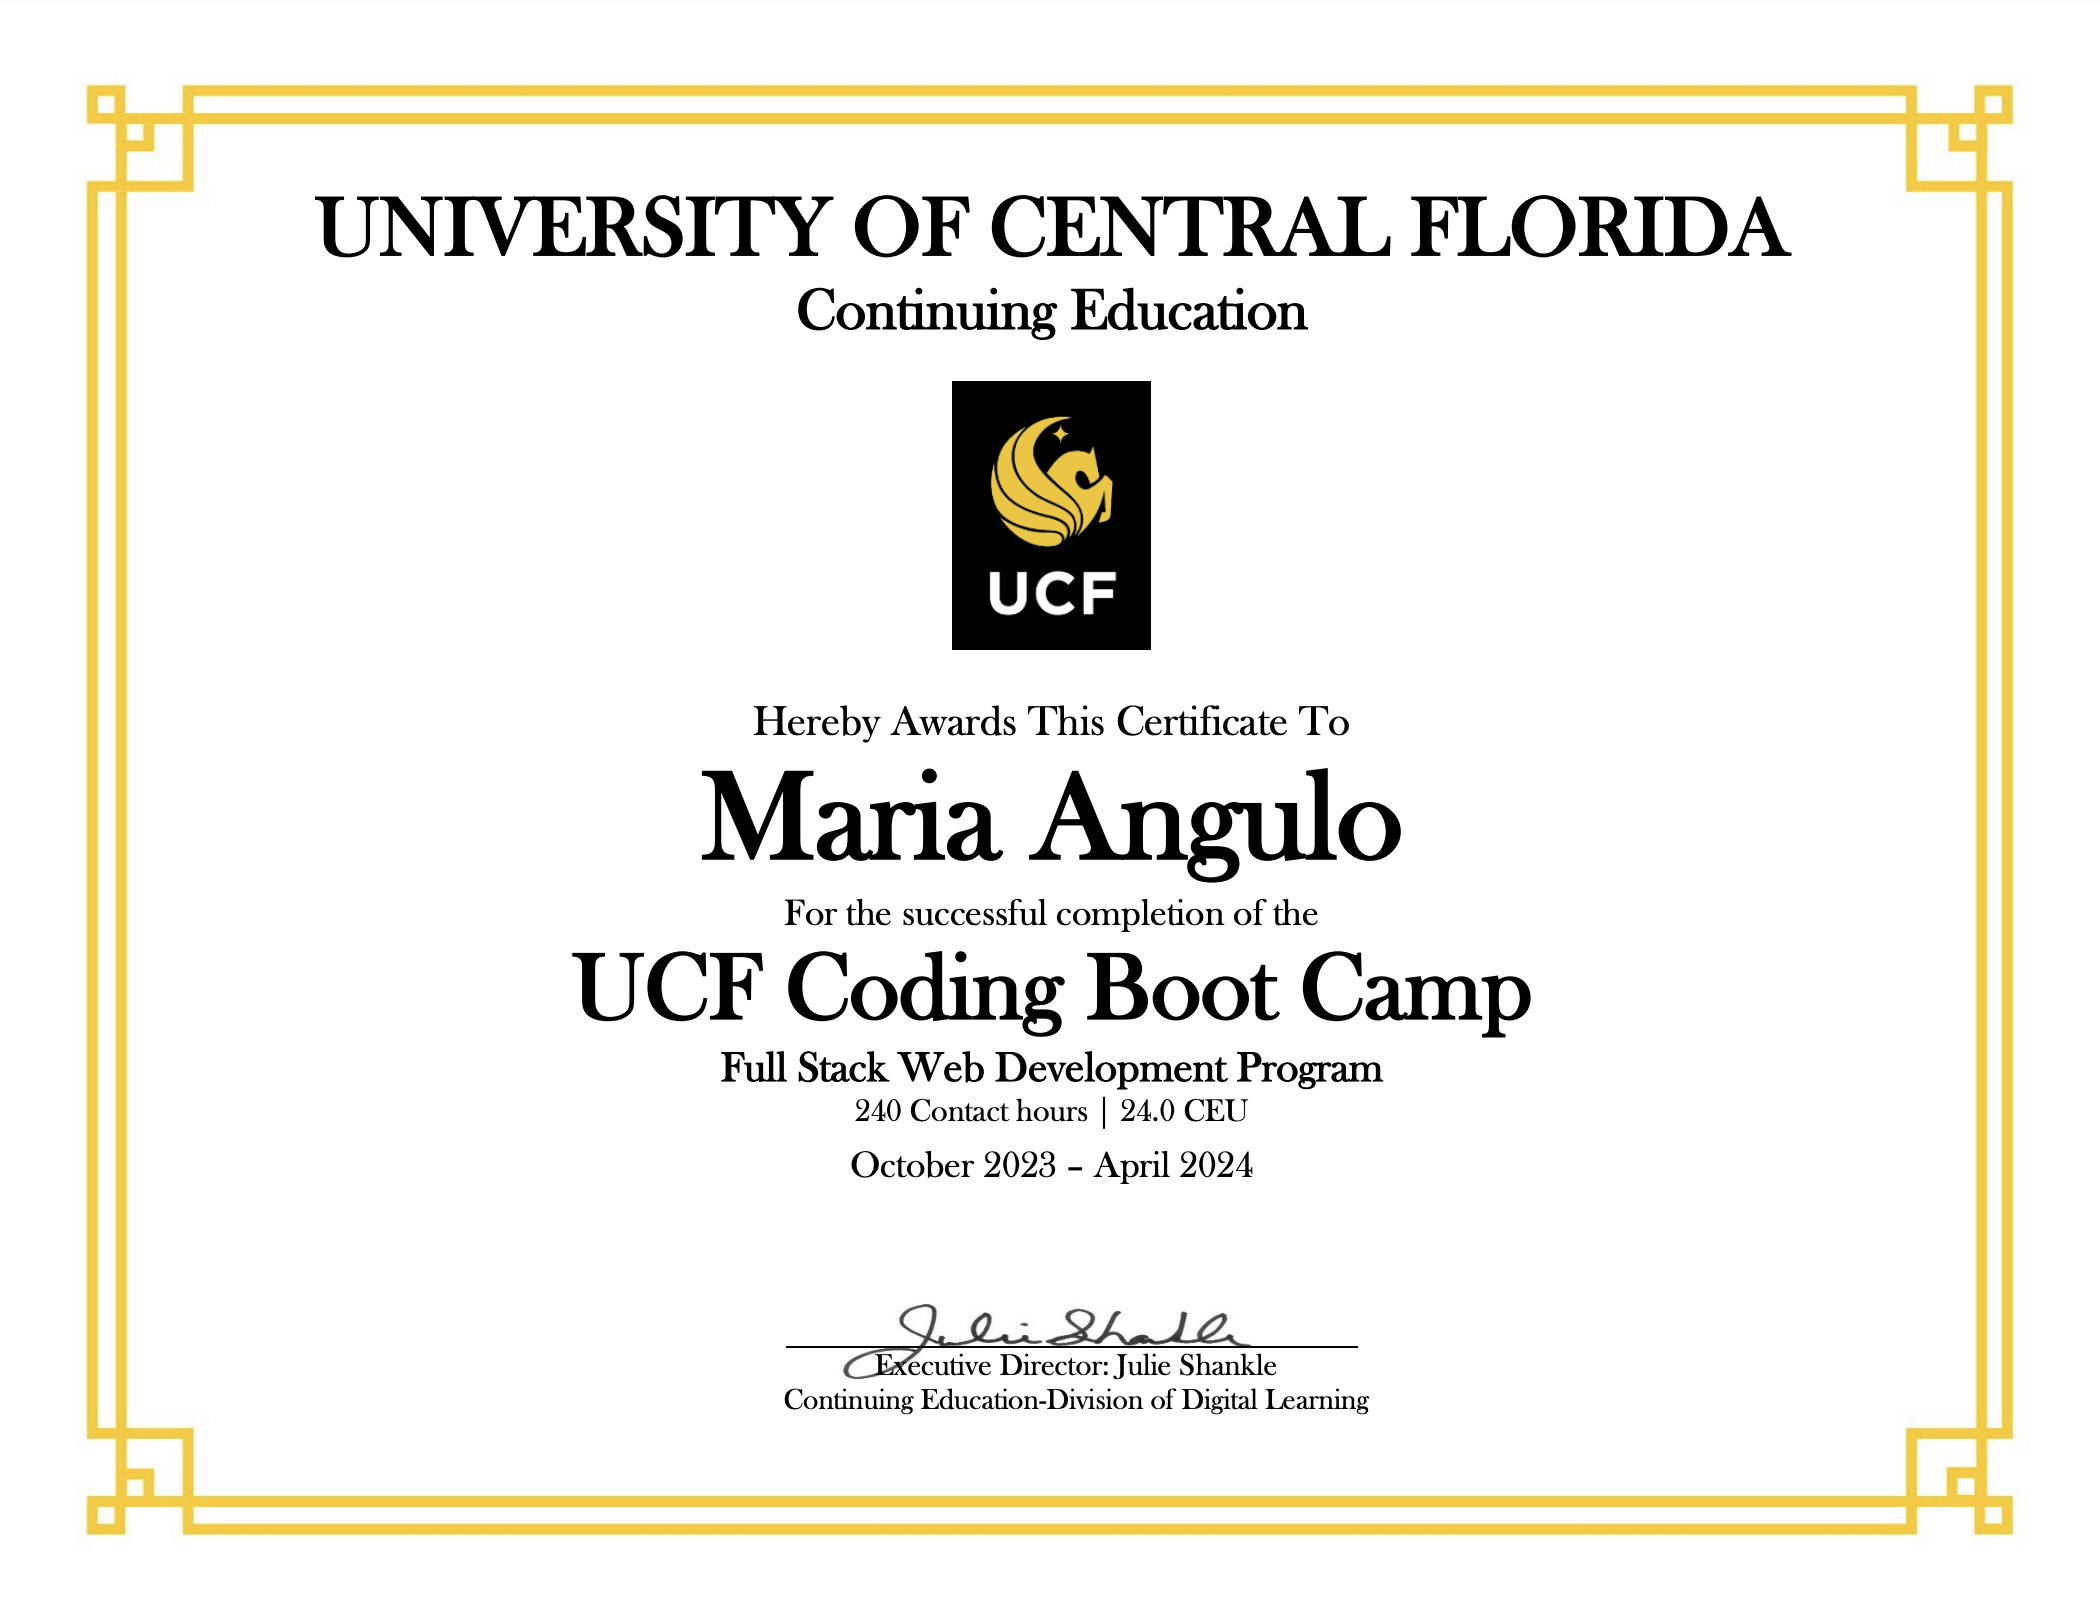 UNIVERSITY OF CENTRAL FLORIDA
Continuing Education
UCF
Hereby Awards This Certificate To
Maria Angulo
For the successful completion of the
UCF Coding Boot Camp
Full Stack Web Development Program
240 Contact hours | 24.0 CEU
October 2023 – April 2024
Julie Shankle
Executive Director: Julie Shankle
Continuing Education-Division of Digital Learning